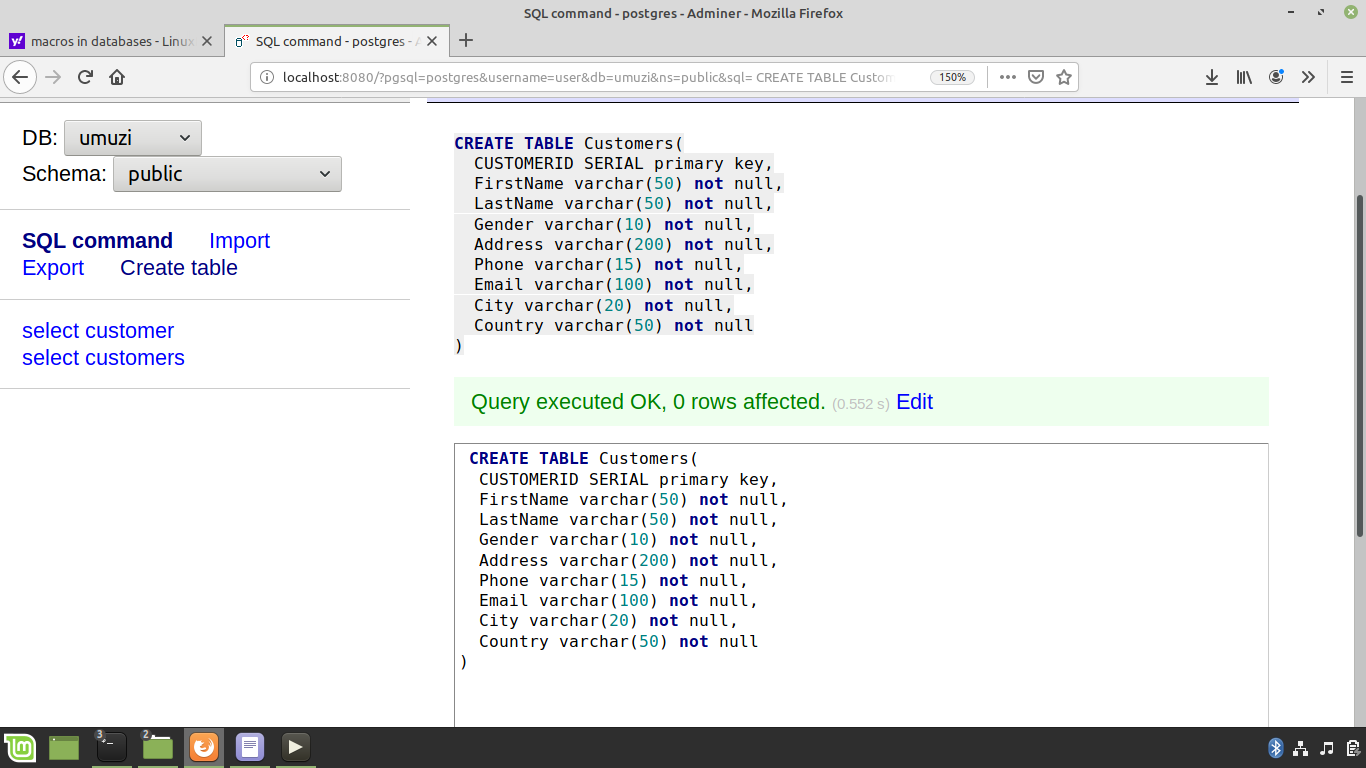 SQL command - postgres - Adminer - Mozilla Firefox
macros in databases - Linux
SQL command - postgres -
localhost:8080/?pgsql=postgres&username=user&db=umuzi&ns=public&sql= CREATE TABLE Custom
150%
DB: umuzi
Schema: public
SQL command Import
Export Create table
select customer
select customers
CREATE TABLE Customers(
CUSTOMERID SERIAL primary key,
FirstName varchar(50) not null,
LastName varchar(50) not null,
Gender varchar(10) not null,
Address varchar(200) not null,
Phone varchar(15) not null,
Email varchar(100) not null,
City varchar(20) not null,
Country varchar(50) not null
)
Query executed OK, 0 rows affected. (0.552 s) Edit
CREATE TABLE Customers(
CUSTOMERID SERIAL primary key,
FirstName varchar(50) not null,
LastName varchar(50) not null,
Gender varchar(10) not null,
Address varchar(200) not null,
Phone varchar(15) not null,
Email varchar(100) not null,
City varchar(20) not null,
Country varchar(50) not null
)
3
2